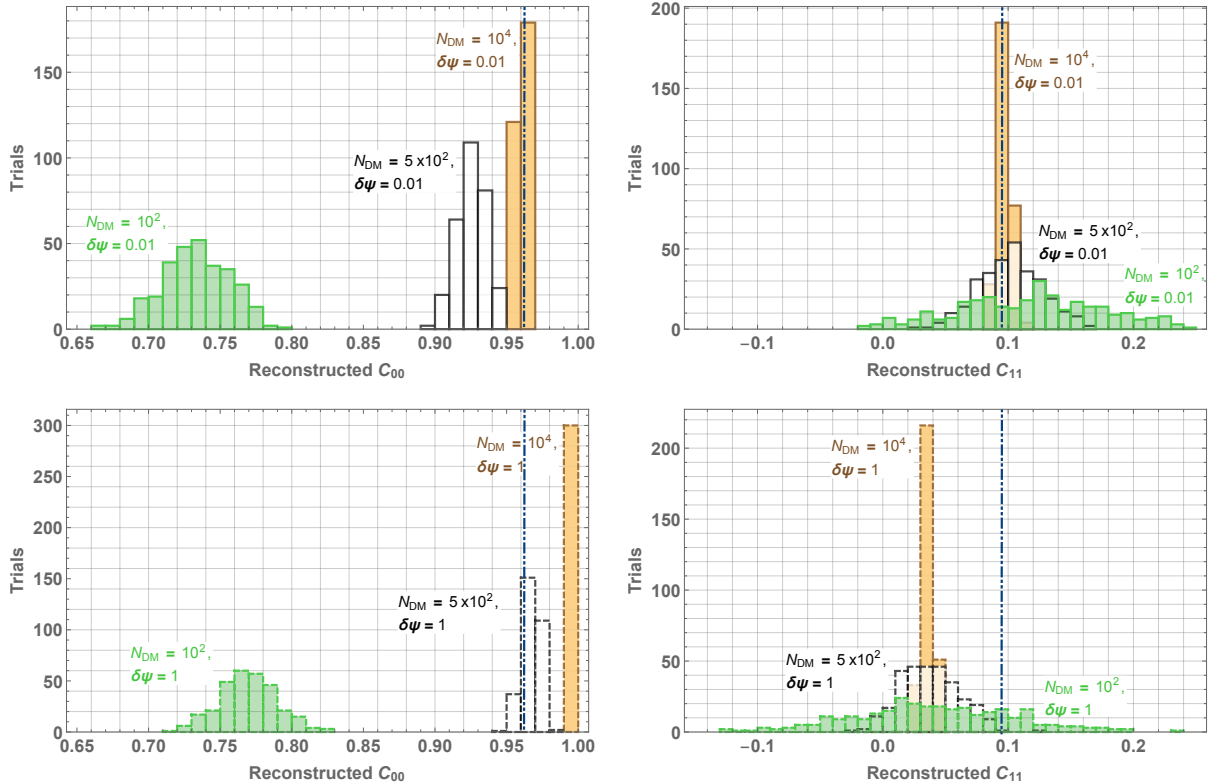 N_DM = 10^4,
δψ = 0.01
N_DM = 5 x10^2,
δψ = 0.01
N_DM = 10^2,
δψ = 0.01
Trials
150
100
50
0
0.65 0.70 0.75 0.80 0.85 0.90 0.95 1.00
Reconstructed C_00
200
150
100
50
0
Trials
N_DM = 10^4,
δψ = 0.01
N_DM = 5 x10^2,
δψ = 0.01
N_DM = 10^2,
δψ = 0.01
−0.1 0.0 0.1 0.2
Reconstructed C_11
300
250
200
150
100
50
0
Trials
N_DM = 10^4,
δψ = 1
N_DM = 5 x10^2,
δψ = 1
N_DM = 10^2,
δψ = 1
0.65 0.70 0.75 0.80 0.85 0.90 0.95 1.00
Reconstructed C_00
200
150
100
50
0
Trials
N_DM = 10^4,
δψ = 1
N_DM = 5 x10^2,
δψ = 1
N_DM = 10^2,
δψ = 1
−0.1 0.0 0.1 0.2
Reconstructed C_11